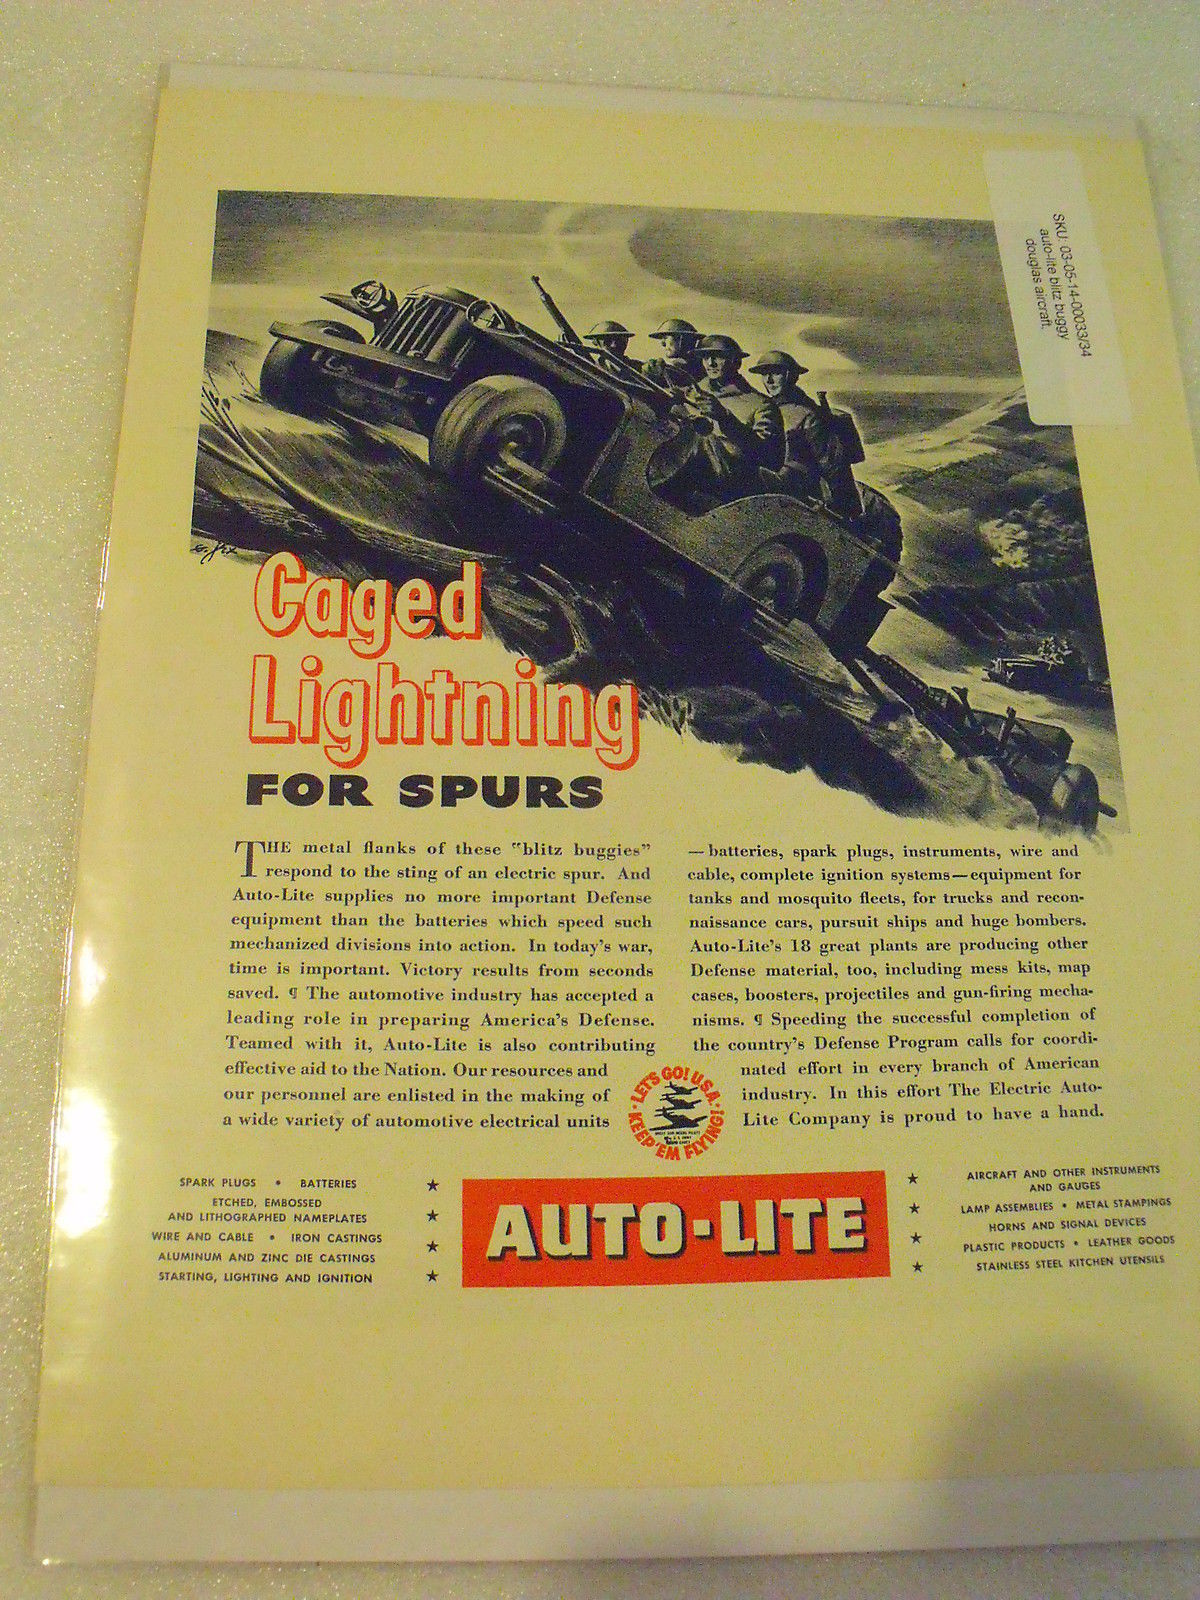 SKU: 03-05-14-00033/34
auto-lite blitz buggy
douglas aircraft.
Caged
Lightning
FOR SPURS
THE metal flanks of these "blitz buggies"
respond to the sting of an electric spur. And
Auto-Lite supplies no more important Defense
equipment than the batteries which speed such
mechanized divisions into action. In today's war,
time is important. Victory results from seconds
saved. ¶ The automotive industry has accepted a
leading role in preparing America's Defense.
Teamed with it, Auto-Lite is also contributing
effective aid to the Nation. Our resources and
our personnel are enlisted in the making of
a wide variety of automotive electrical units
— batteries, spark plugs, instruments, wire and
cable, complete ignition systems—equipment for
tanks and mosquito fleets, for trucks and recon-
naissance cars, pursuit ships and huge bombers.
Auto-Lite's 18 great plants are producing other
Defense material, too, including mess kits, map
cases, boosters, projectiles and gun-firing mecha-
nisms. ¶ Speeding the successful completion of
the country's Defense Program calls for coordi-
nated effort in every branch of American
industry. In this effort The Electric Auto-
Lite Company is proud to have a hand.
LET'S GO! U.S.A.
KEEP 'EM FLYING!
SPARK PLUGS • BATTERIES
ETCHED, EMBOSSED
AND LITHOGRAPHED NAMEPLATES
WIRE AND CABLE • IRON CASTINGS
ALUMINUM AND ZINC DIE CASTINGS
STARTING, LIGHTING AND IGNITION
AUTO-LITE
AIRCRAFT AND OTHER INSTRUMENTS
AND GAUGES
LAMP ASSEMBLIES • METAL STAMPINGS
HORNS AND SIGNAL DEVICES
PLASTIC PRODUCTS • LEATHER GOODS
STAINLESS STEEL KITCHEN UTENSILS